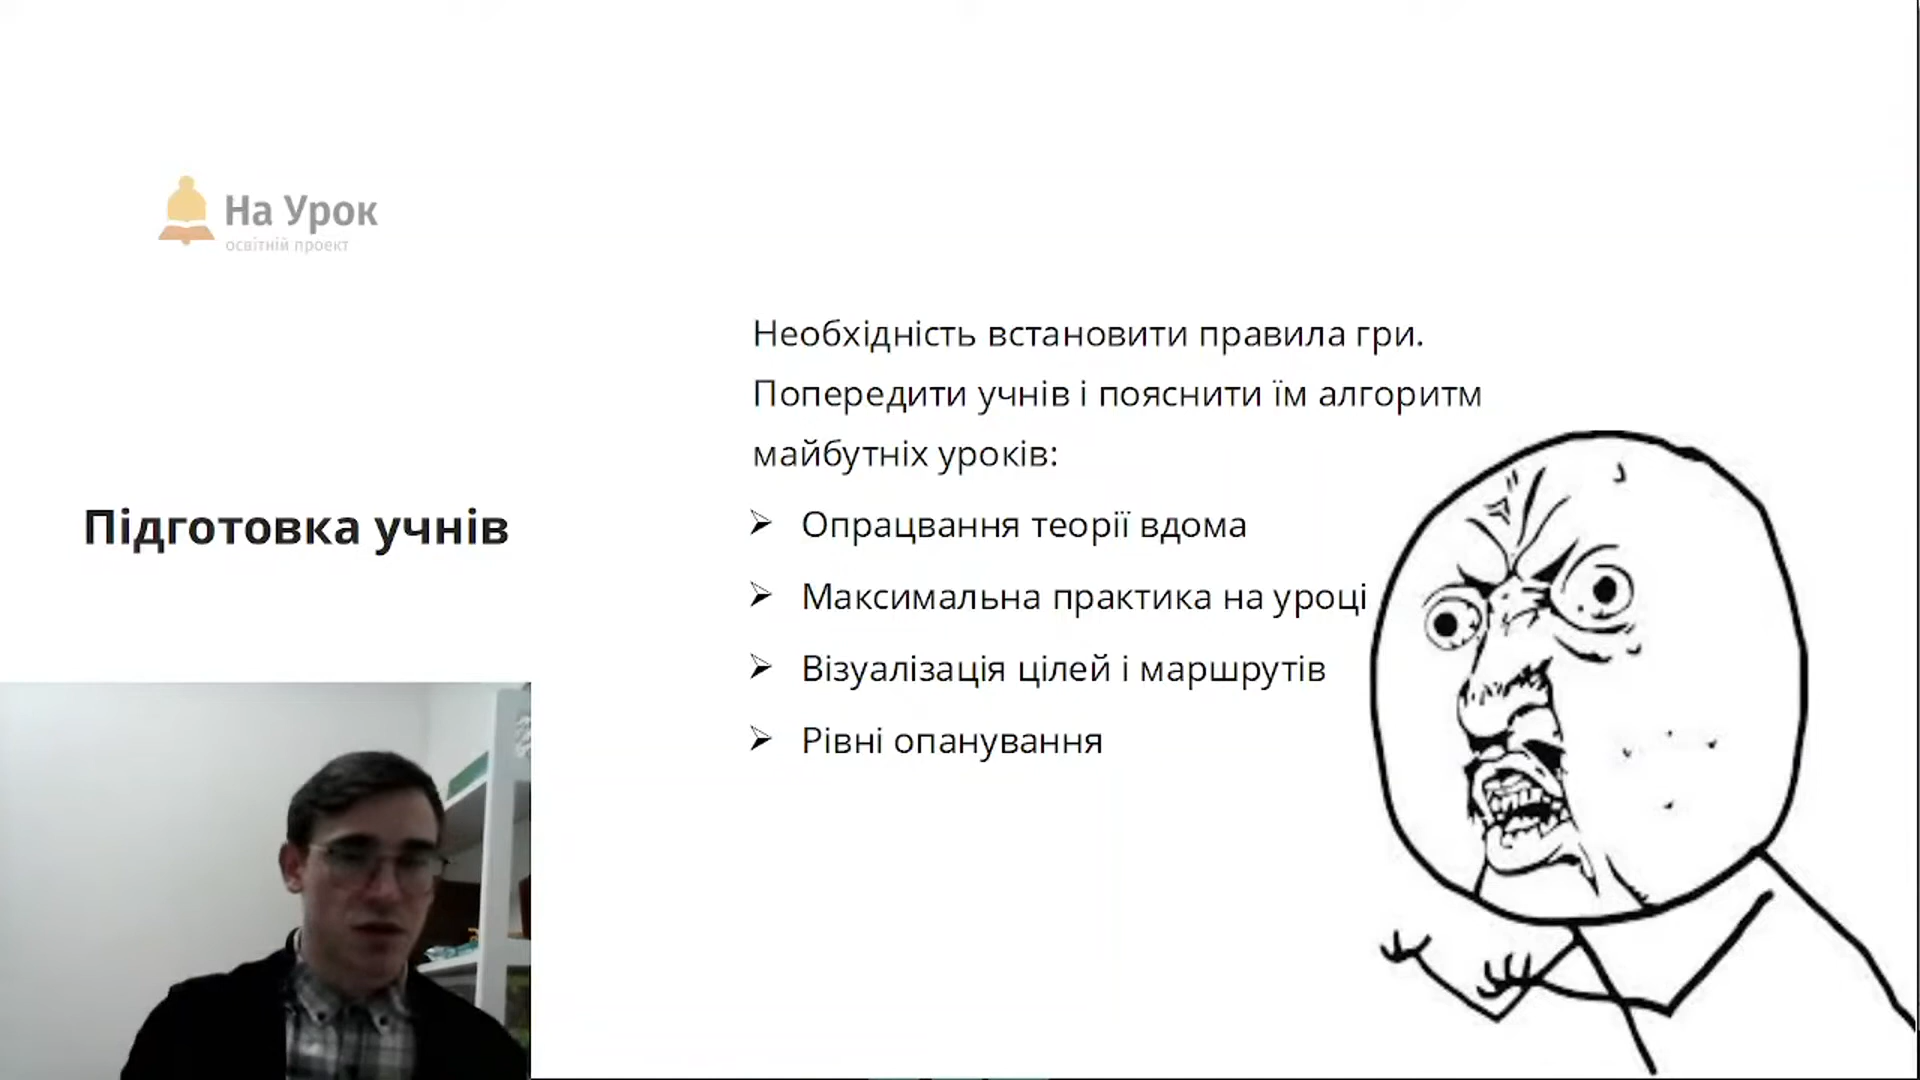 На Урок
освітній проект
Необхідність встановити правила гри.
Попередити учнів і пояснити їм алгоритм
майбутніх уроків:
Підготовка учнів
➢ Опрацвання теорії вдома
➢ Максимальна практика на уроці
➢ Візуалізація цілей і маршрутів
➢ Рівні опанування